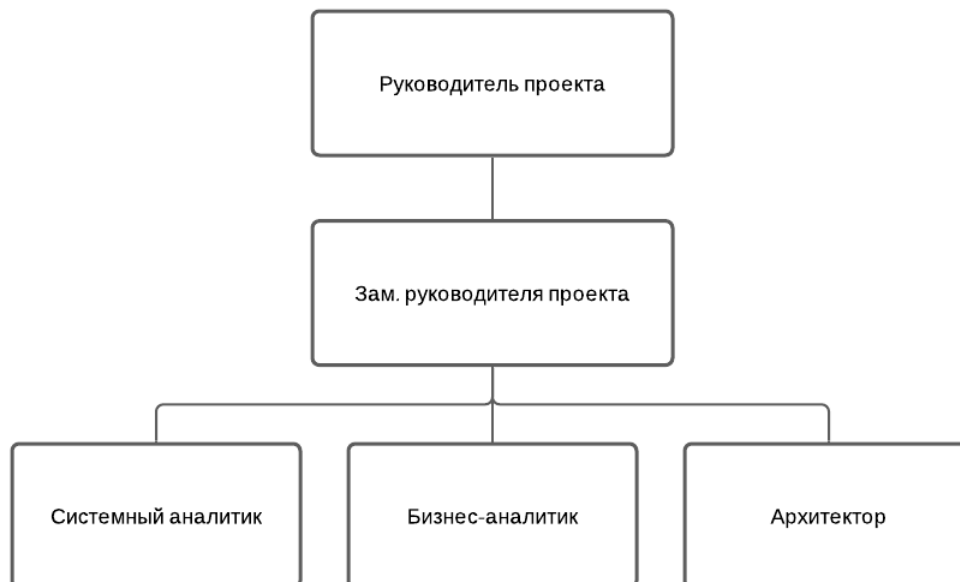 Руководитель проекта
Зам. руководителя проекта
Системный аналитик
Бизнес-аналитик
Архитектор